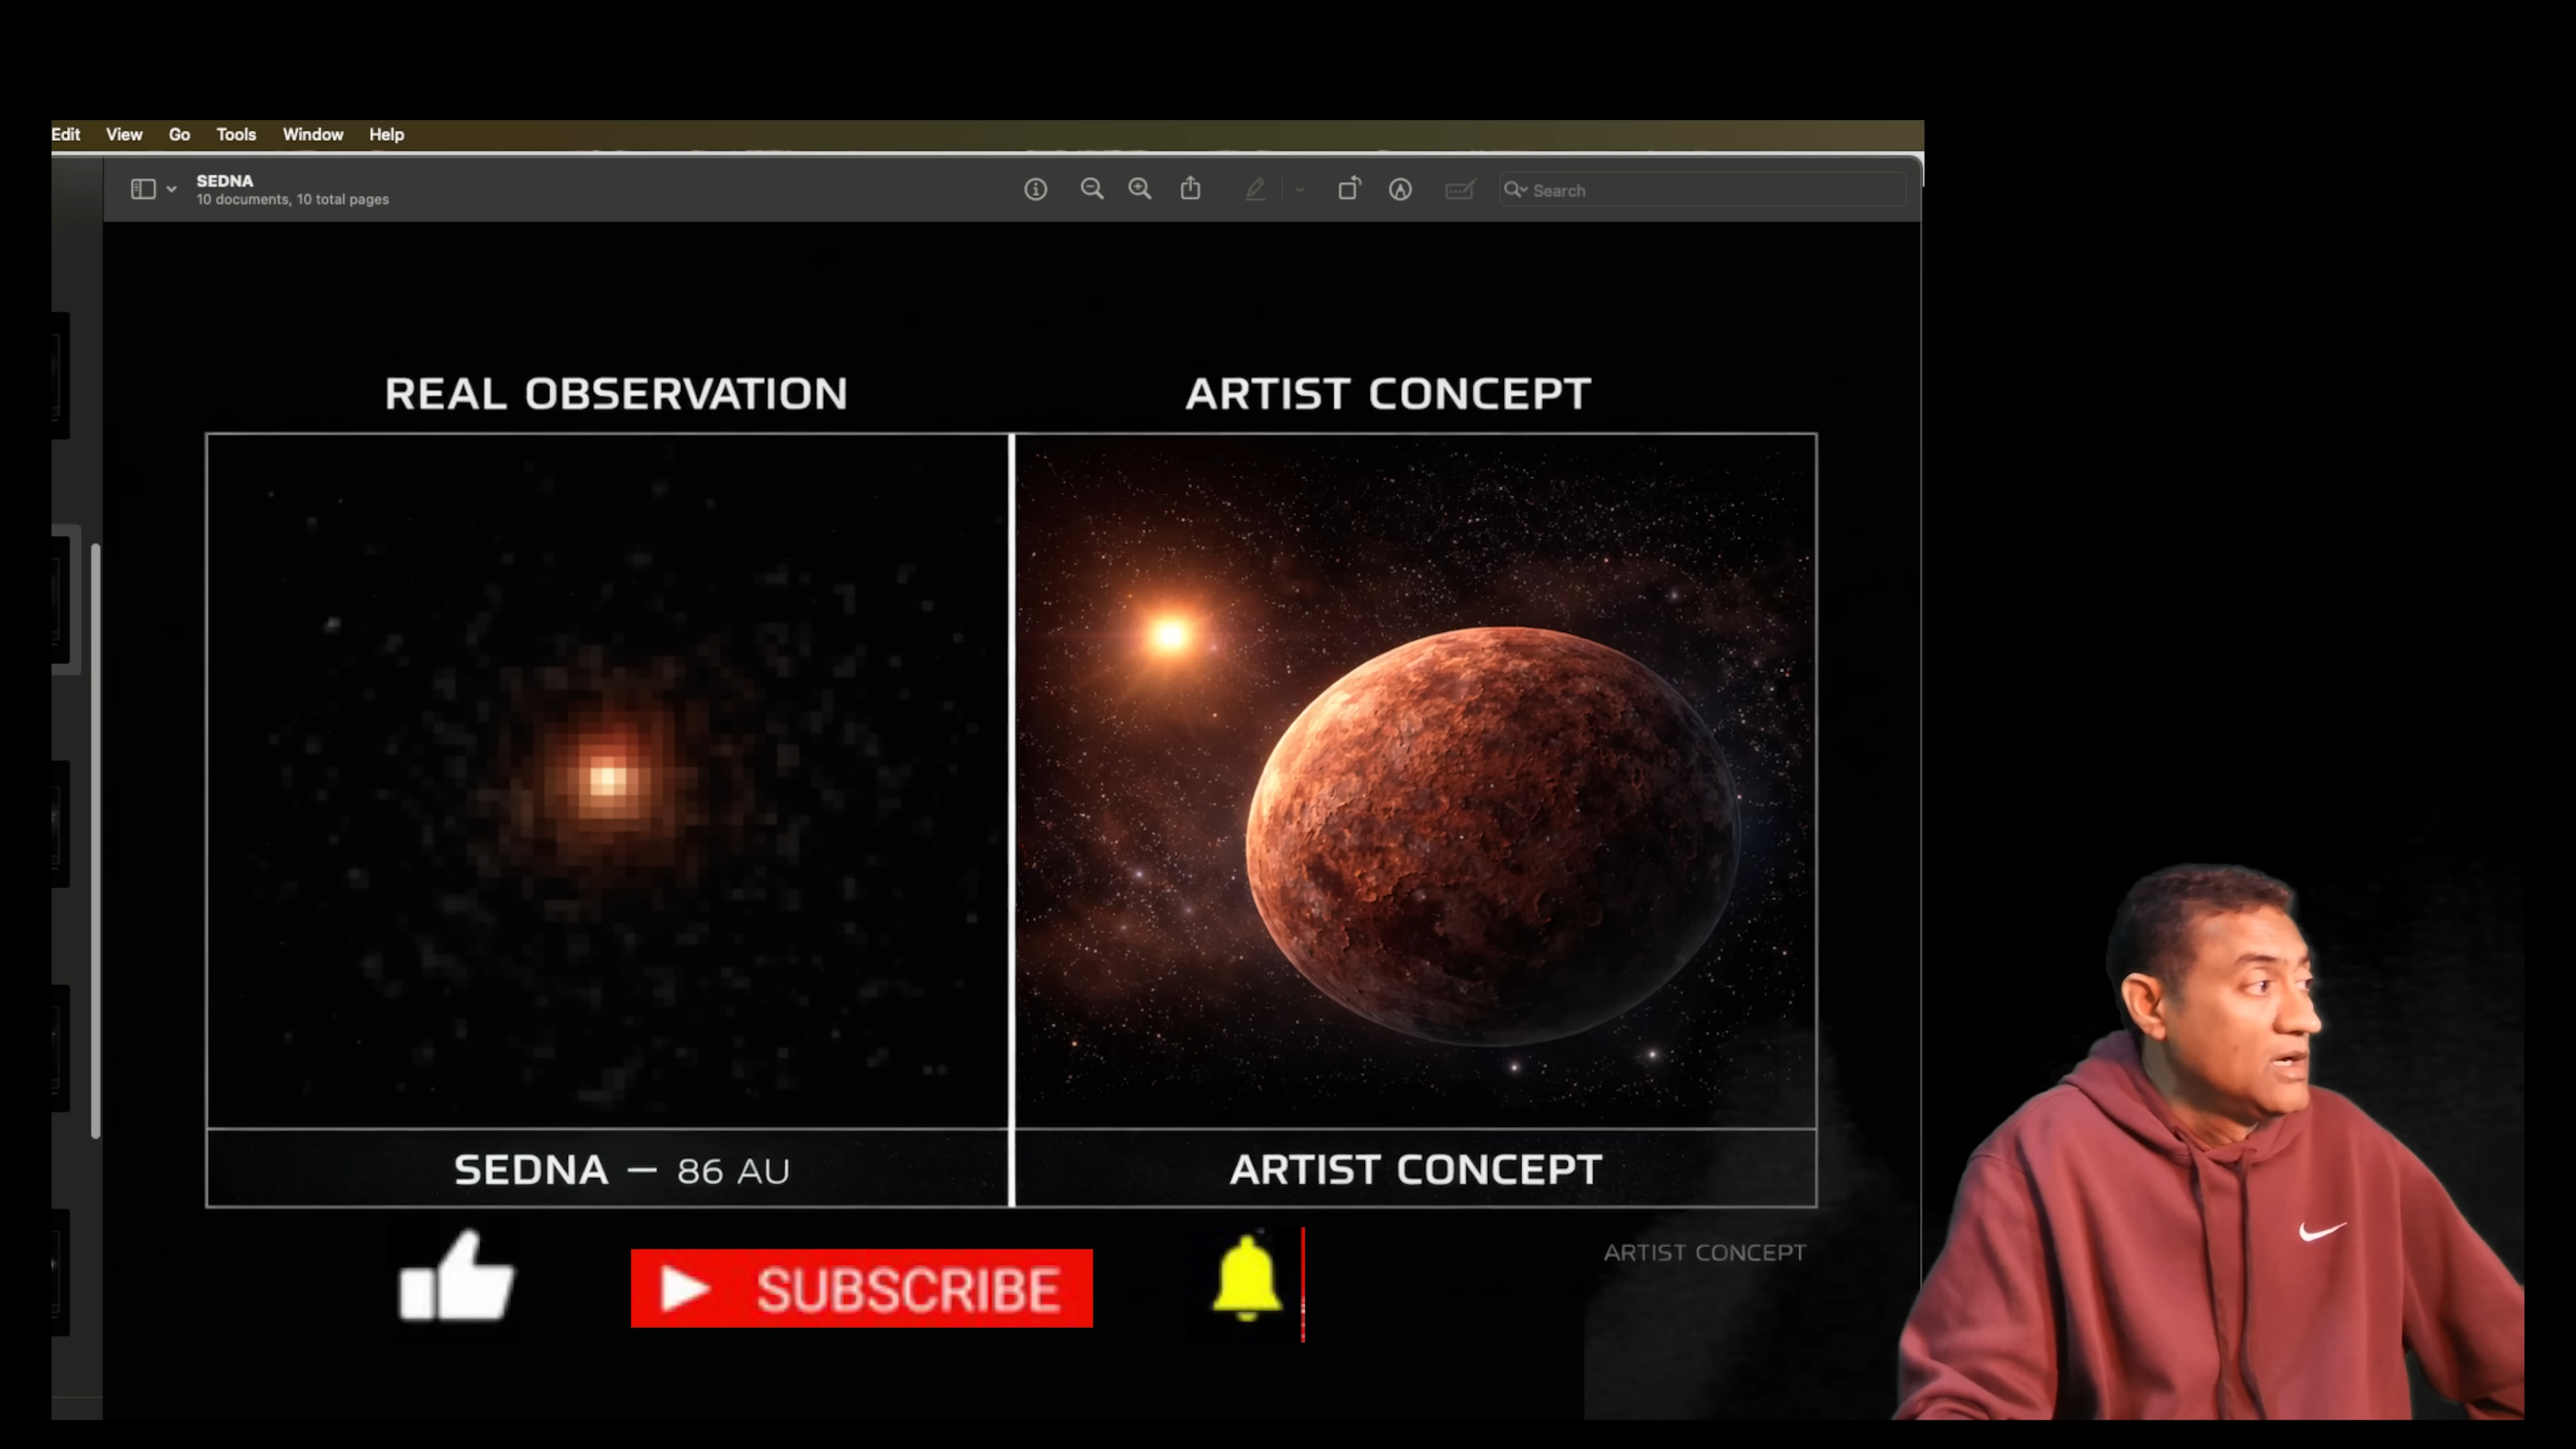 Edit View Go Tools Window Help
SEDNA
10 documents, 10 total pages
Search
REAL OBSERVATION
ARTIST CONCEPT
SEDNA — 86 AU
ARTIST CONCEPT
ARTIST CONCEPT
SUBSCRIBE